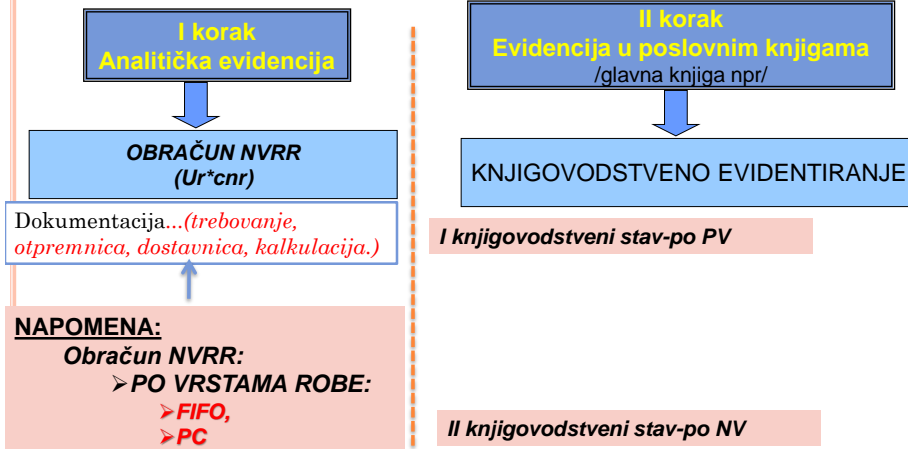 I korak
Analitička evidencija
OBRAČUN NVRR
(Ur*cnr)
Dokumentacija...(trebovanje,
otpremnica, dostavnica, kalkulacija.)
NAPOMENA:
Obračun NVRR:
➢PO VRSTAMA ROBE:
➢FIFO,
➢PC
II korak
Evidencija u poslovnim knjigama
/glavna knjiga npr/
KNJIGOVODSTVENO EVIDENTIRANJE
I knjigovodstveni stav-po PV
II knjigovodstveni stav-po NV